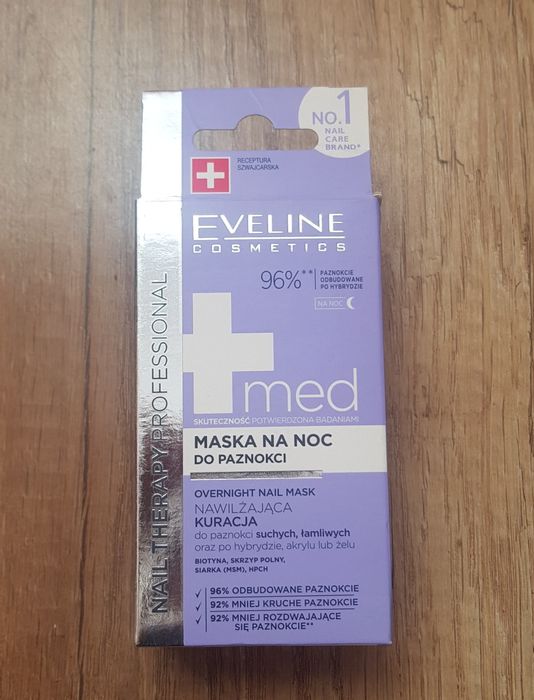 NO.1
NAIL
CARE
BRAND*
RECEPTURA
SZWAJCARSKA
EVELINE
COSMETICS
96%**
PAZNOKCIE
ODBUDOWANE
PO HYBRYDZIE
NA NOC
med
SKUTECZNOŚĆ POTWIERDZONA BADANIAMI
MASKA NA NOC
DO PAZNOKCI
OVERNIGHT NAIL MASK
NAWILŻAJĄCA
KURACJA
do paznokci suchych, łamliwych
oraz po hybrydzie, akrylu lub żelu
BIOTYNA, SKRZYP POLNY,
SIARKA (MSM), HPCH
96% ODBUDOWANE PAZNOKCIE
92% MNIEJ KRUCHE PAZNOKCIE
92% MNIEJ ROZDWAJAJĄCE
SIĘ PAZNOKCIE**
NAIL THERAPY PROFESSIONAL